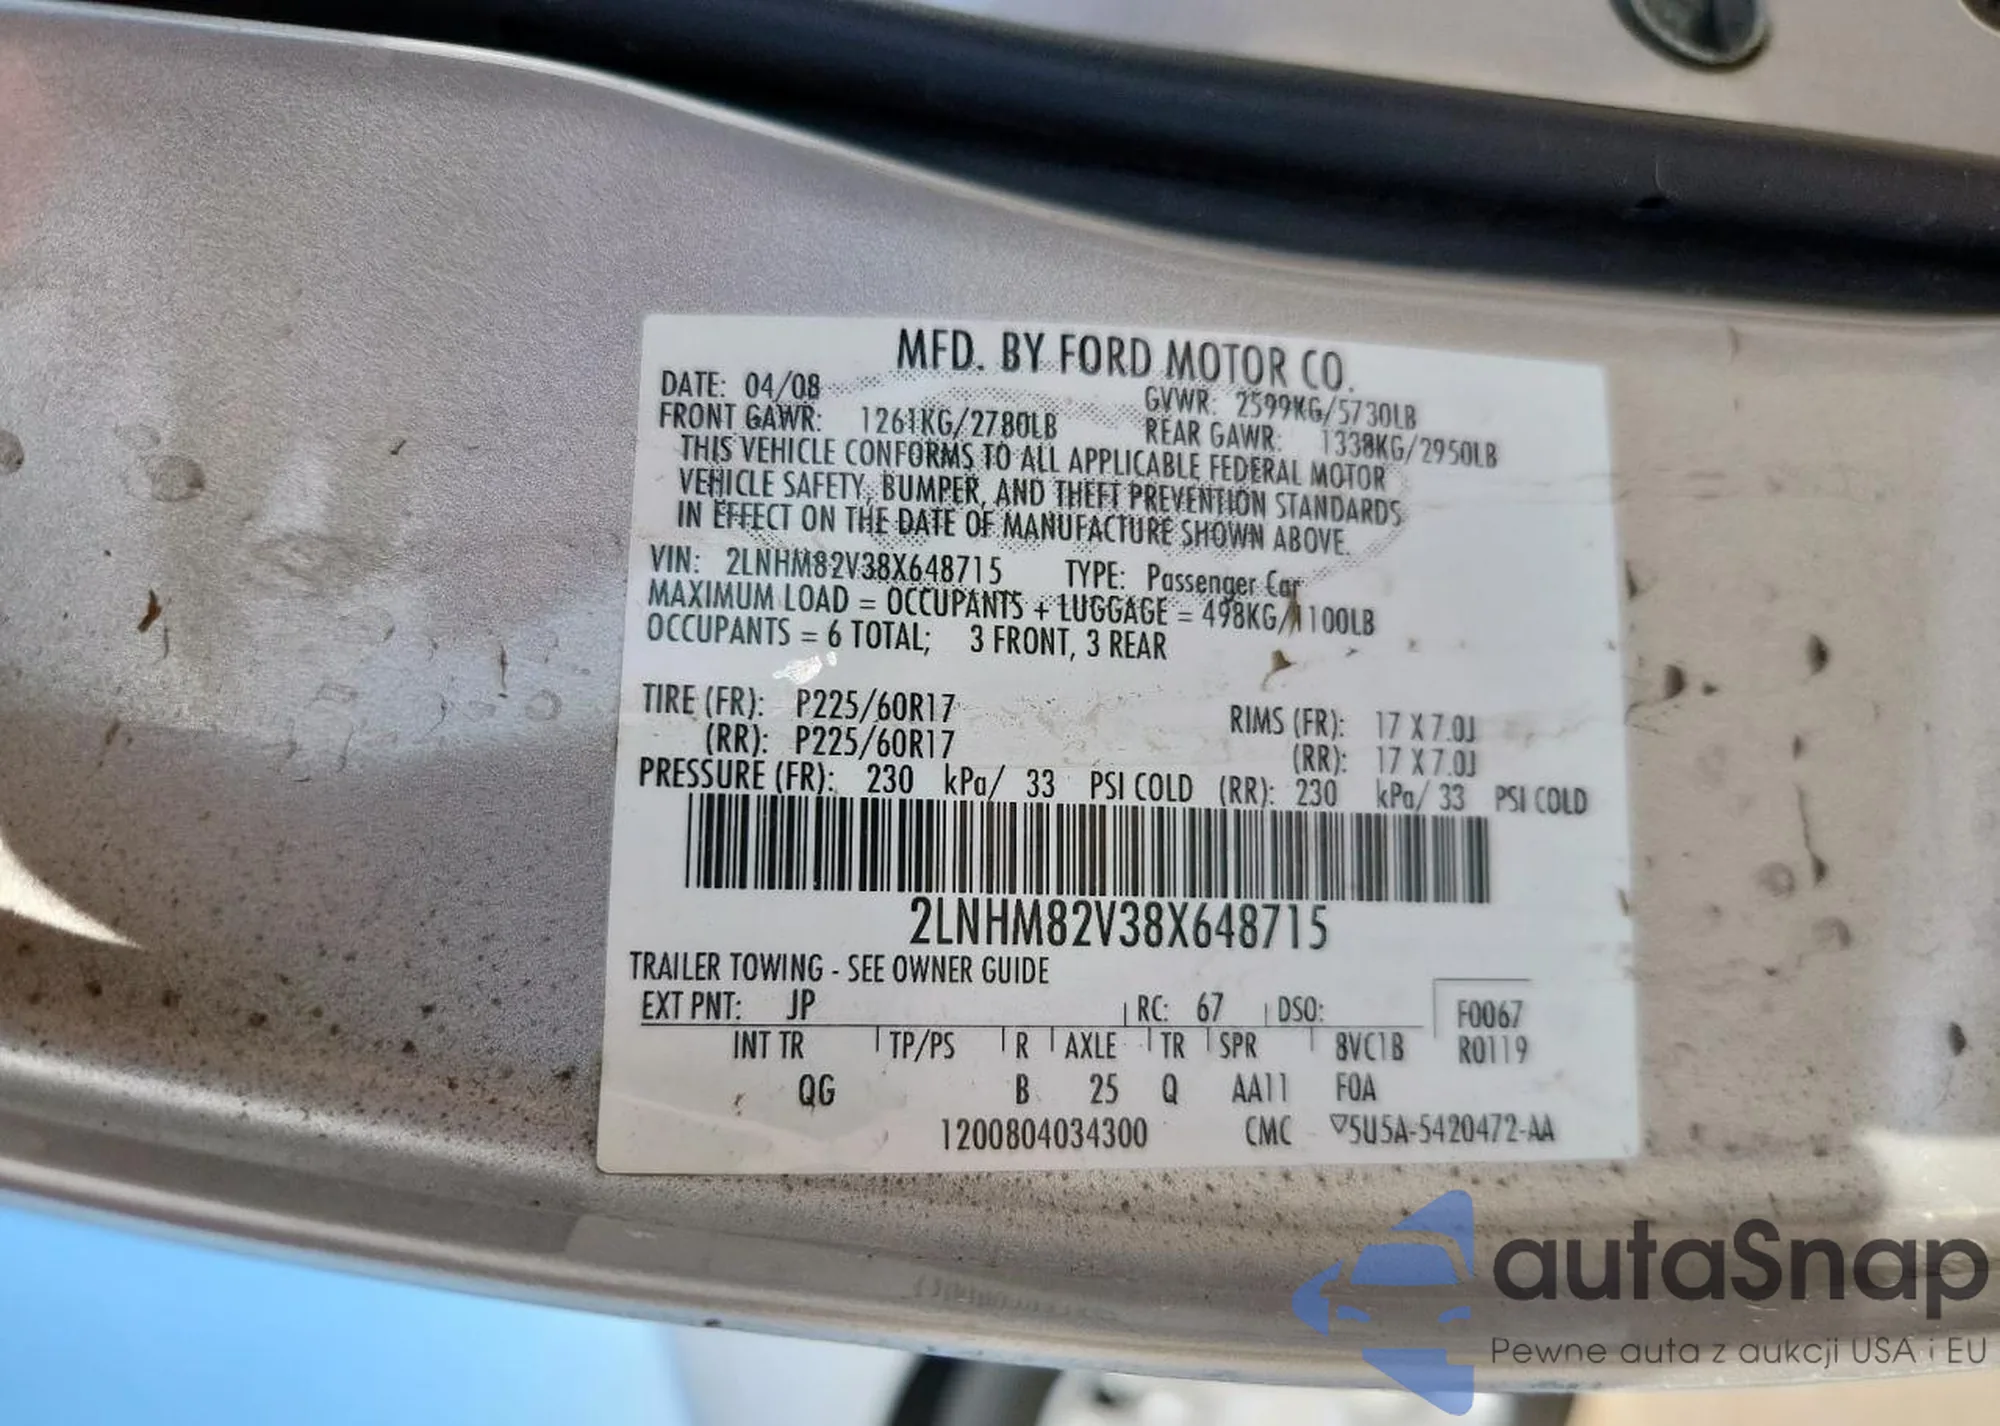 MFD. BY FORD MOTOR CO.
DATE: 04/08 GVWR: 2599KG/5730LB
FRONT GAWR: 1261KG/2780LB REAR GAWR: 1338KG/2950LB
THIS VEHICLE CONFORMS TO ALL APPLICABLE FEDERAL MOTOR
VEHICLE SAFETY, BUMPER, AND THEFT PREVENTION STANDARDS
IN EFFECT ON THE DATE OF MANUFACTURE SHOWN ABOVE.
VIN: 2LNHM82V38X648715 TYPE: Passenger Car
MAXIMUM LOAD = OCCUPANTS + LUGGAGE = 498KG/1100LB
OCCUPANTS = 6 TOTAL; 3 FRONT, 3 REAR
TIRE (FR): P225/60R17 RIMS (FR): 17 X 7.0J
(RR): P225/60R17 (RR): 17 X 7.0J
PRESSURE (FR): 230 kPa/ 33 PSI COLD (RR): 230 kPa/ 33 PSI COLD
2LNHM82V38X648715
TRAILER TOWING - SEE OWNER GUIDE
EXT PNT: JP RC: 67 DSO: F0067
INT TR TP/PS R AXLE TR SPR 8VC1B R0119
QG B 25 Q AA11 FOA
1200804034300 CMC ▽5U5A-5420472-AA
autaSnap
Pewne auta z aukcji USA i EU